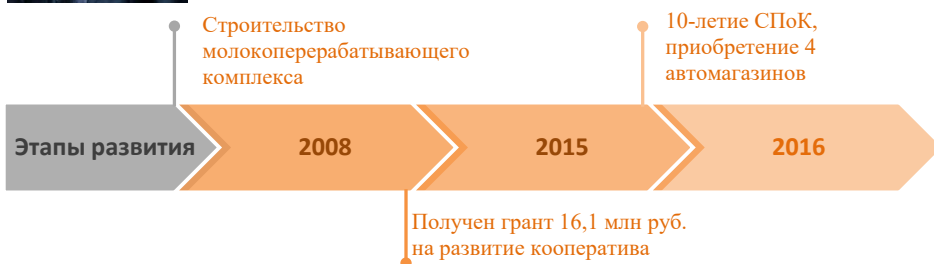 Строительство
молокоперерабатывающего
комплекса
10-летие СПоК,
приобретение 4
автомагазинов
Этапы развития
2008
2015
2016
Получен грант 16,1 млн руб.
на развитие кооператива